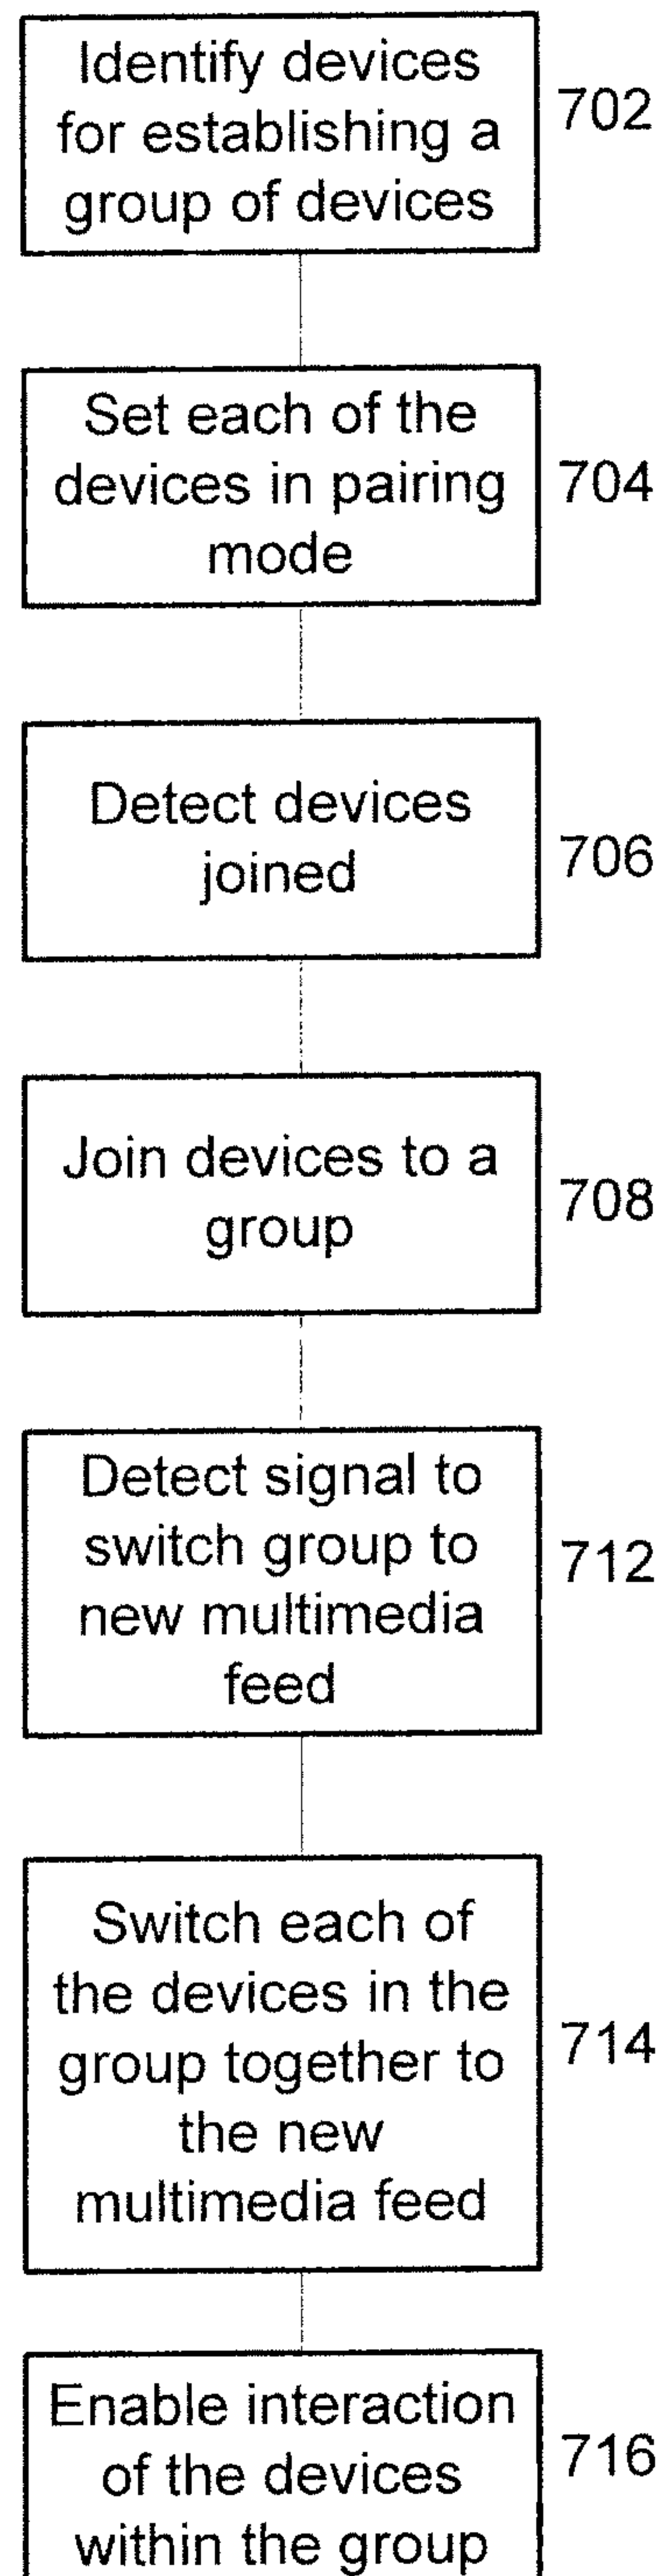 Identify devices
for establishing a
group of devices
702
Set each of the
devices in pairing
mode
704
Detect devices
joined
706
Join devices to a
group
708
Detect signal to
switch group to
new multimedia
feed
712
Switch each of
the devices in the
group together to
the new
multimedia feed
714
Enable interaction
of the devices
within the group
716